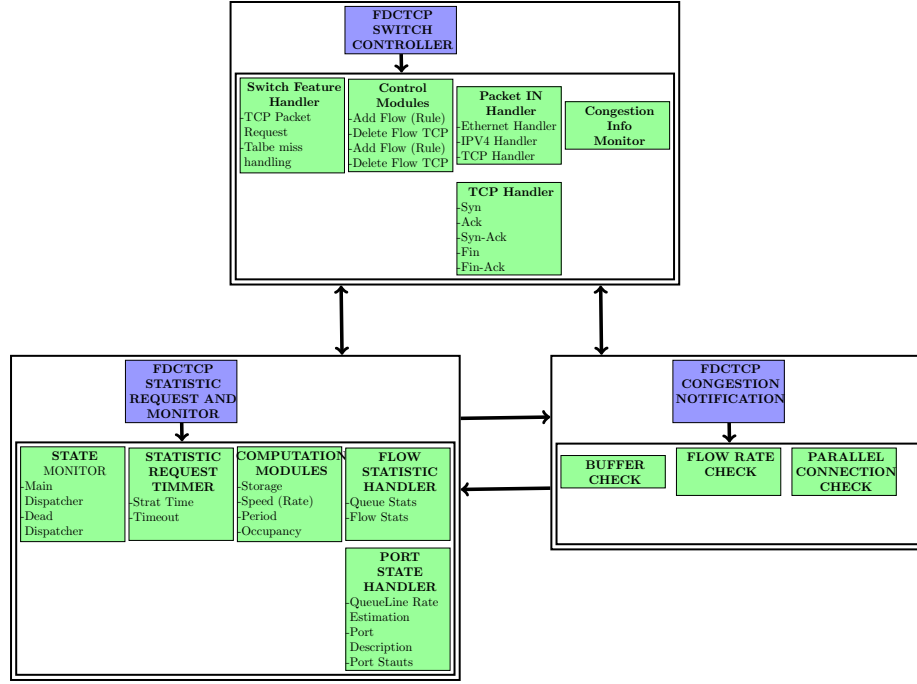 FDCTCP
SWITCH
CONTROLLER
Switch Feature
Handler
-TCP Packet
Request
-Talbe miss
handling
Control
Modules
-Add Flow (Rule)
-Delete Flow TCP
-Add Flow (Rule)
-Delete Flow TCP
Packet IN
Handler
-Ethernet Handler
-IPV4 Handler
-TCP Handler
Congestion
Info
Monitor
TCP Handler
-Syn
-Ack
-Syn-Ack
-Fin
-Fin-Ack
FDCTCP
STATISTIC
REQUEST AND
MONITOR
STATE
MONITOR
-Main
Dispatcher
-Dead
Dispatcher
STATISTIC
REQUEST
TIMMER
-Strat Time
-Timeout
COMPUTATION
MODULES
-Storage
-Speed (Rate)
-Period
-Occupancy
FLOW
STATISTIC
HANDLER
-Queue Stats
-Flow Stats
PORT
STATE
HANDLER
-QueueLine Rate
Estimation
-Port
Description
-Port Stauts
FDCTCP
CONGESTION
NOTIFICATION
BUFFER
CHECK
FLOW RATE
CHECK
PARALLEL
CONNECTION
CHECK